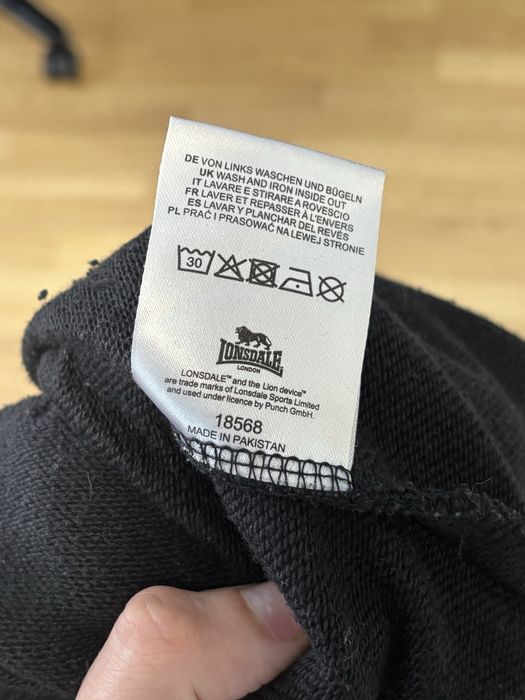 DE VON LINKS WASCHEN UND BÜGELN
UK WASH AND IRON INSIDE OUT
IT LAVARE E STIRARE A ROVESCIO
FR LAVER ET REPASSER À L'ENVERS
ES LAVAR Y PLANCHAR DEL REVÉS
PL PRAĆ I PRASOWAĆ NA LEWEJ STRONIE
30
LONSDALE
LONDON
LONSDALE™ and the Lion device™
are trade marks of Lonsdale Sports Limited
and used under licence by Punch GmbH.
18568
MADE IN PAKISTAN